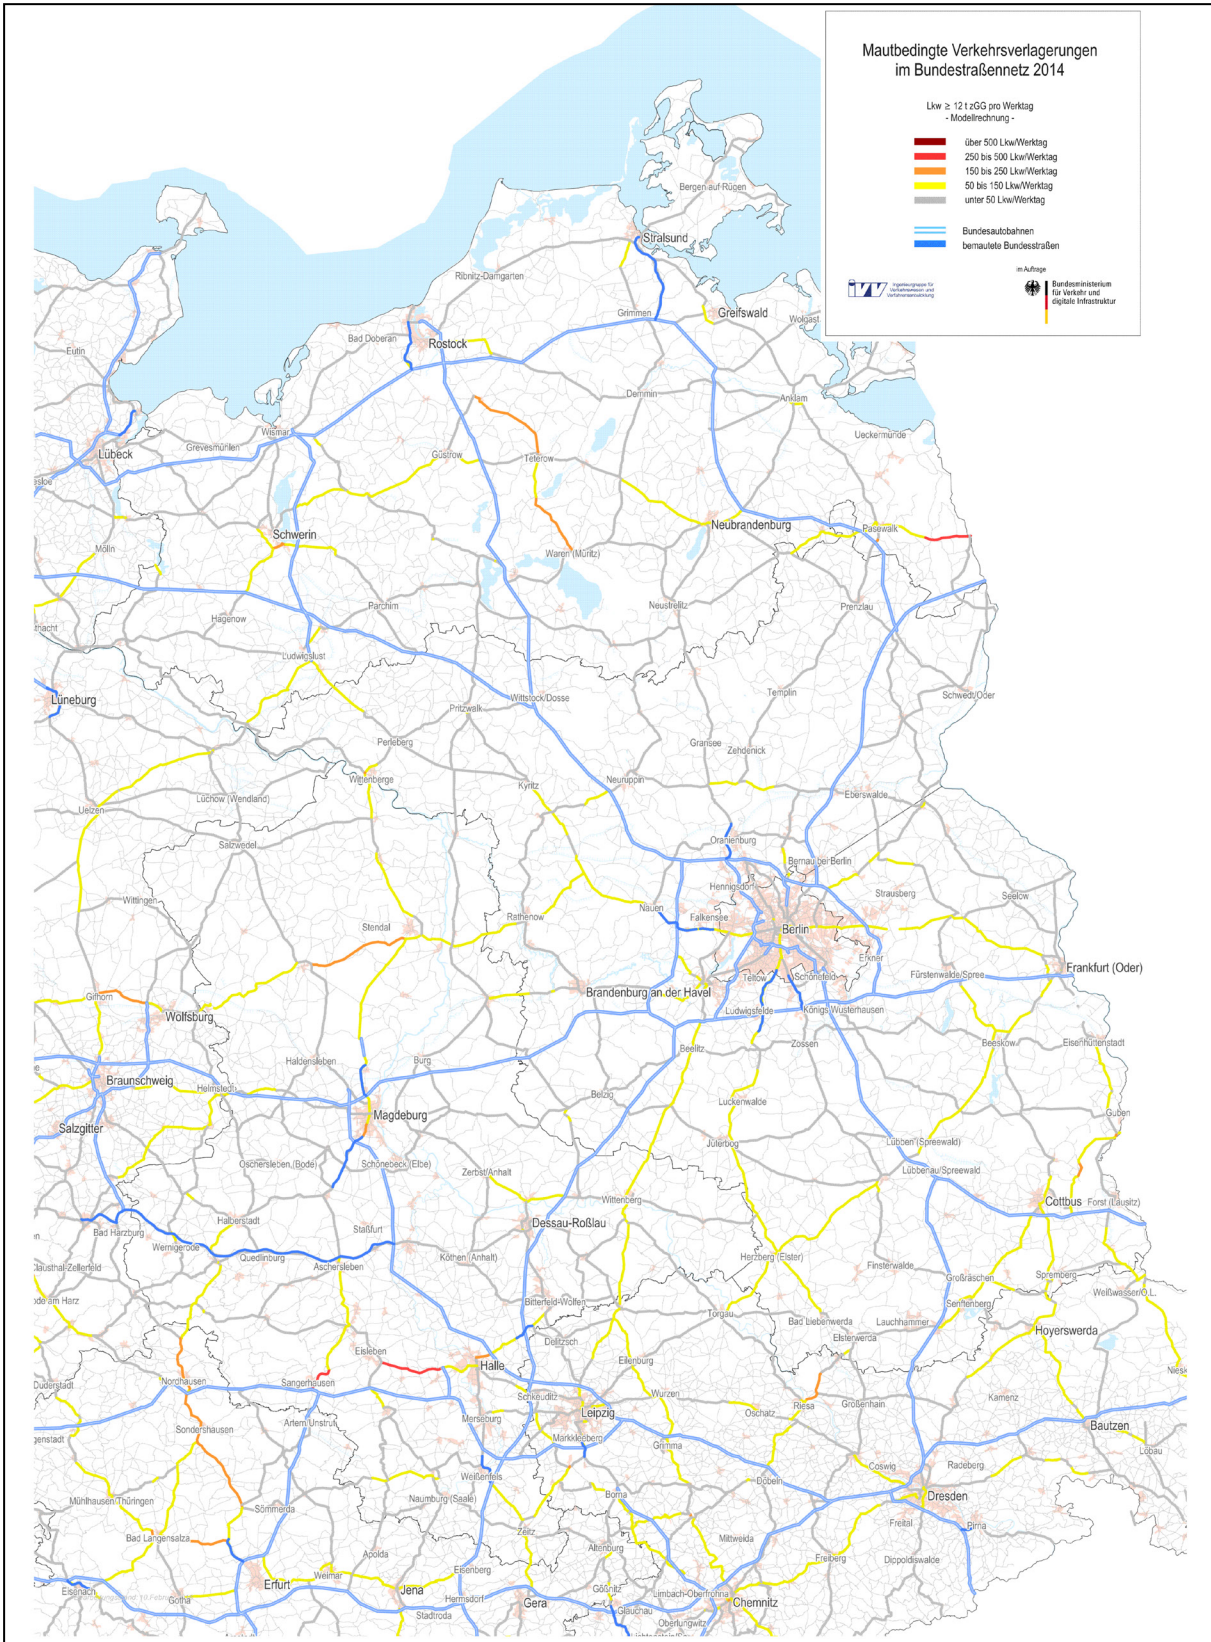 Mautbedingte Verkehrsverlagerungen
im Bundestraßennetz 2014
Lkw ≥ 12 t zGG pro Werktag
- Modellrechnung -
über 500 Lkw/Werktag
250 bis 500 Lkw/Werktag
150 bis 250 Lkw/Werktag
50 bis 150 Lkw/Werktag
unter 50 Lkw/Werktag
Bundesautobahnen
bemautete Bundesstraßen
im Auftrage
IVV
Ingenieurgruppe für
Verkehrswesen und
Verfahrensentwicklung
Bundesministerium
für Verkehr und
digitale Infrastruktur
Bergen auf Rügen
Stralsund
Ribnitz-Damgarten
Grimmen
Greifswald
Wolgast
Bad Doberan
Rostock
Eutin
Demmin
Anklam
Wismar
Ueckermünde
Grevesmühlen
Lübeck
Güstrow
Teterow
Schwerin
Neubrandenburg
Pasewalk
Mölln
Waren (Müritz)
Parchim
Neustrelitz
Prenzlau
Hagenow
Ludwigslust
Lüneburg
Wittstock/Dosse
Templin
Schwedt/Oder
Pritzwalk
Perleberg
Gransee
Zehdenick
Wittenberge
Kyritz
Neuruppin
Lüchow (Wendland)
Eberswalde
Uelzen
Salzwedel
Oranienburg
Bernau bei Berlin
Hennigsdorf
Strausberg
Seelow
Wittingen
Rathenow
Nauen
Falkensee
Stendal
Berlin
Erkner
Frankfurt (Oder)
Teltow
Schönefeld
Fürstenwalde/Spree
Brandenburg an der Havel
Gifhorn
Wolfsburg
Ludwigsfelde
Königs Wusterhausen
Beelitz
Zossen
Beeskow
Eisenhüttenstadt
Haldensleben
Burg
Braunschweig
Helmstedt
Belzig
Luckenwalde
Magdeburg
Guben
Salzgitter
Jüterbog
Lübben (Spreewald)
Oschersleben (Bode)
Schönebeck (Elbe)
Zerbst/Anhalt
Lübbenau/Spreewald
Wittenberg
Cottbus
Forst (Lausitz)
Halberstadt
Dessau-Roßlau
Bad Harzburg
Staßfurt
Wernigerode
Quedlinburg
Köthen (Anhalt)
Herzberg (Elster)
Clausthal-Zellerfeld
Aschersleben
Finsterwalde
Großräschen
Spremberg
Weißwasser/O.L.
Bitterfeld-Wolfen
Senftenberg
Torgau
Bad Liebenwerda
Lauchhammer
Hoyerswerda
Elsterwerda
Delitzsch
Eisleben
Halle
Eilenburg
Duderstadt
Nordhausen
Sangerhausen
Schkeuditz
Wurzen
Riesa
Großenhain
Kamenz
Leipzig
Oschatz
Artern/Unstrut
Merseburg
Bautzen
Sondershausen
Markkleeberg
Grimma
Löbau
Coswig
Radeberg
Weißenfels
Döbeln
Dresden
Mühlhausen/Thüringen
Naumburg (Saale)
Borna
Sömmerda
Zeitz
Freital
Pirna
Bad Langensalza
Mittweida
Altenburg
Apolda
Freiberg
Dippoldiswalde
Eisenberg
Weimar
Erfurt
Jena
Gößnitz
Limbach-Oberfrohna
Eisenach
Gotha
Hermsdorf
Gera
Chemnitz
Glauchau
Stadtroda
Oberlungwitz